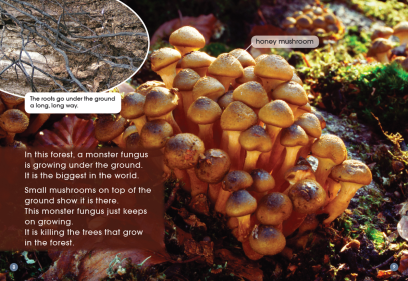 honey mushroom
The roots go under the ground
a long, long way.
In this forest, a monster fungus
is growing under the ground.
It is the biggest in the world.
Small mushrooms on top of the
ground show it is there.
This monster fungus just keeps
on growing.
It is killing the trees that grow
in the forest.